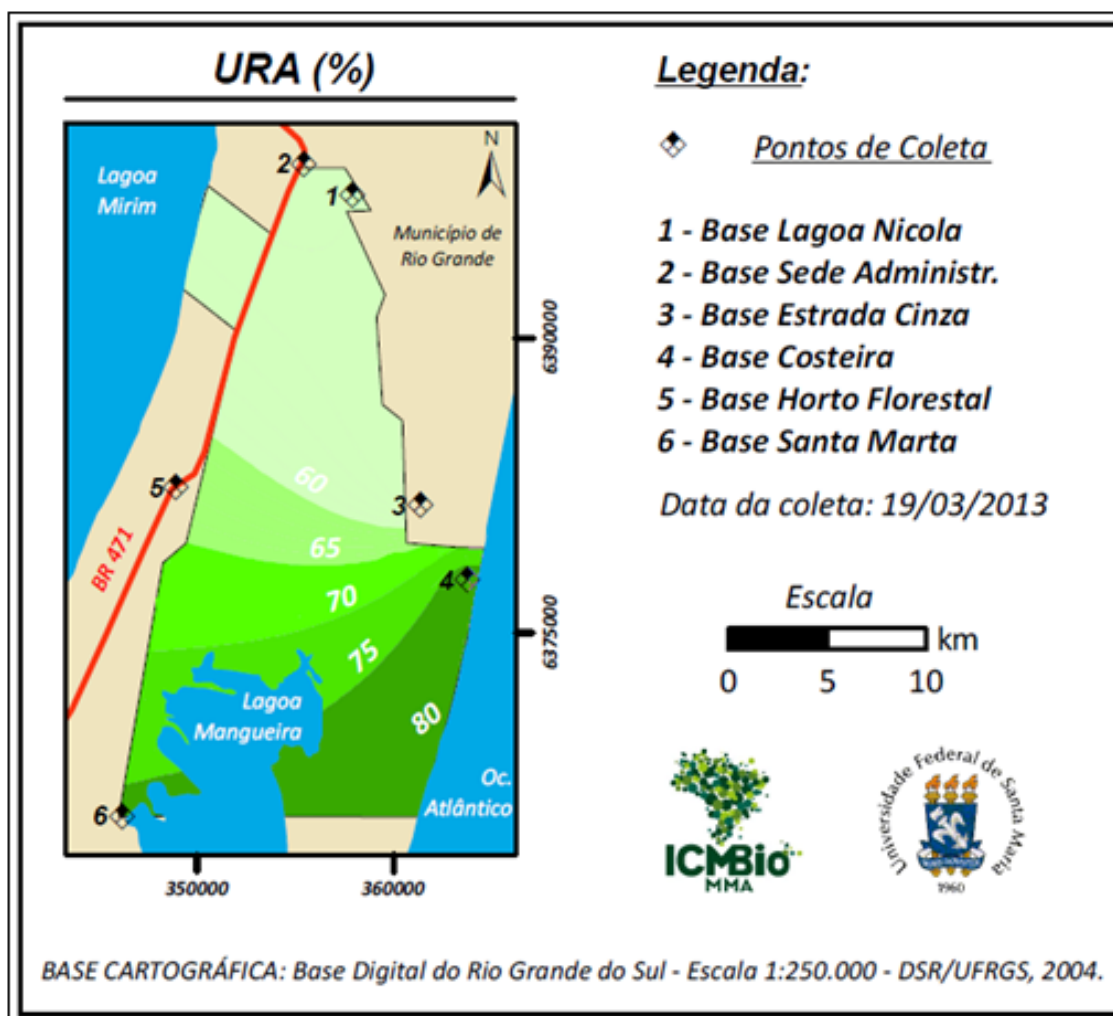 URA (%)
Lagoa
Mirim
N
2
1
Município de
Rio Grande
6390000
60
3
5
65
BR 471
70
4
6375000
75
80
Lagoa
Mangueira
Oc.
Atlântico
6
350000
360000
Legenda:
Pontos de Coleta
1 - Base Lagoa Nicola
2 - Base Sede Administr.
3 - Base Estrada Cinza
4 - Base Costeira
5 - Base Horto Florestal
6 - Base Santa Marta
Data da coleta: 19/03/2013
Escala
km
0 5 10
ICMBio
MMA
Universidade Federal de Santa Maria
1960
BASE CARTOGRÁFICA: Base Digital do Rio Grande do Sul - Escala 1:250.000 - DSR/UFRGS, 2004.